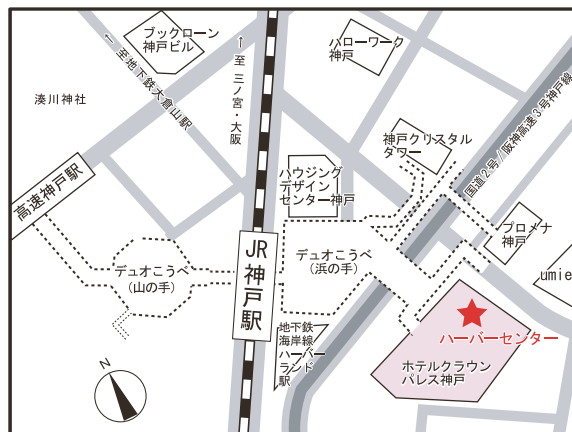 ブックローン
神戸ビル
← 至地下鉄大倉山駅
← 至 三ノ宮・大阪
ハローワーク
神戸
湊川神社
神戸クリスタル
タワー
国道2号/阪神高速3号神戸線
高速神戸駅
ハウジング
デザイン
センター神戸
プロメナ
神戸
デュオこうべ
(山の手)
JR
神戸駅
デュオこうべ
(浜の手)
umie
地下鉄
海岸線
ハーバー
ランド
駅
ハーバーセンター
ホテルクラウン
パレス神戸
N